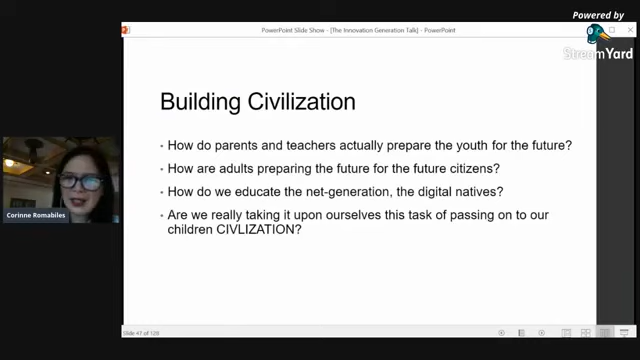 Powered by
StreamYard
PowerPoint Slide Show - [The Innovation Generation Talk] - PowerPoint
Building Civilization
• How do parents and teachers actually prepare the youth for the future?
• How are adults preparing the future for the future citizens?
• How do we educate the net-generation, the digital natives?
• Are we really taking it upon ourselves this task of passing on to our
children CIVLIZATION?
Corinne Romabiles
Slide 47 of 128